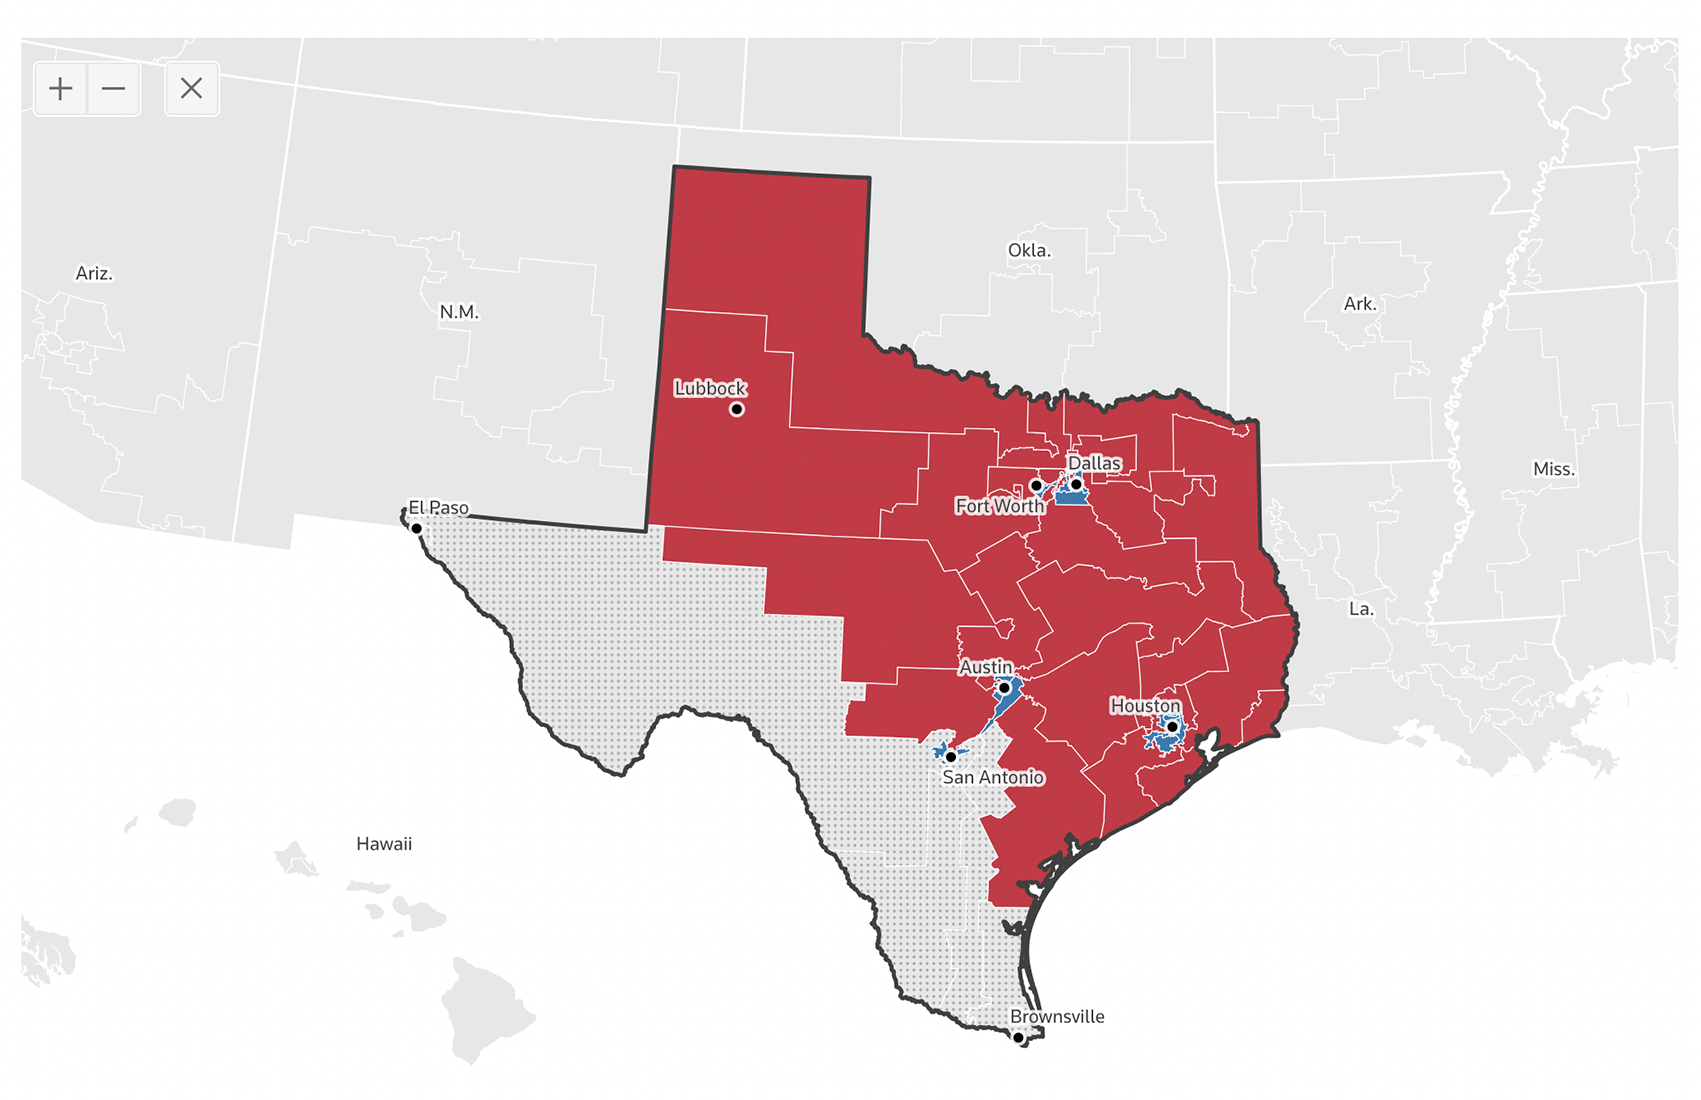 Okla.
Ariz.
Ark.
N.M.
Lubbock
Dallas
Miss.
Fort Worth
El Paso
La.
Austin
Houston
San Antonio
Hawaii
Brownsville